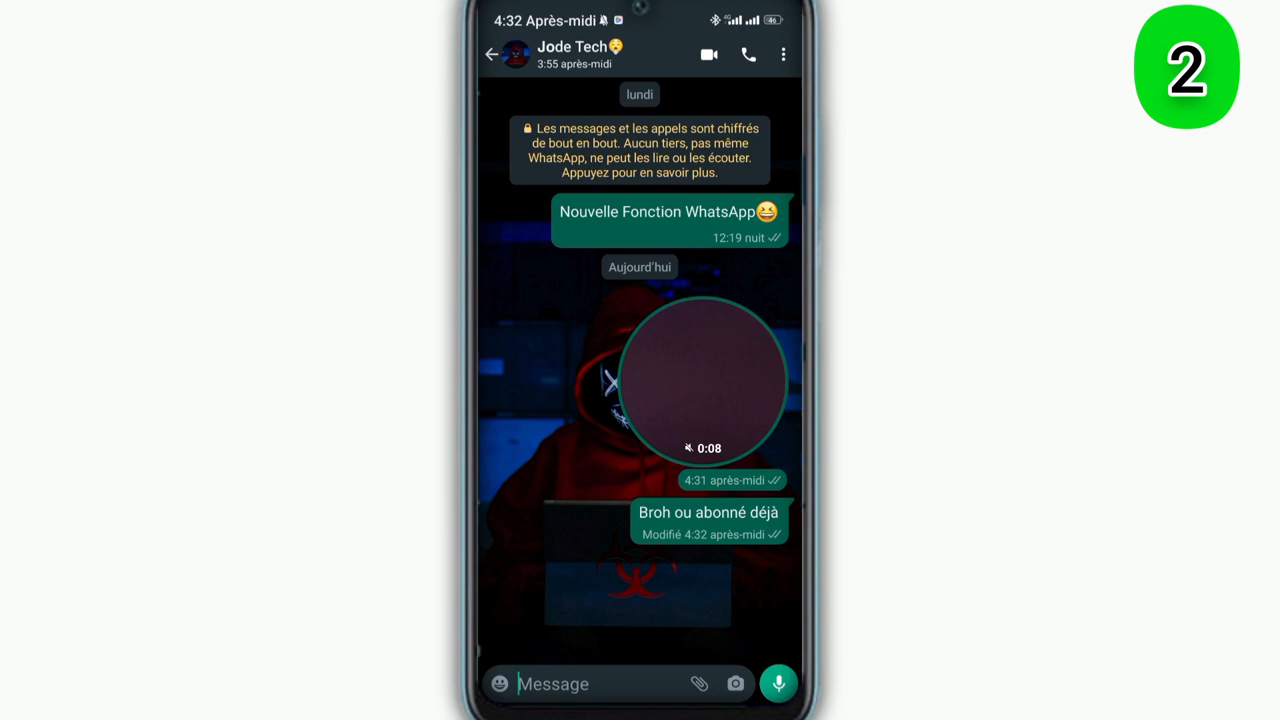 2
4:32 Après-midi
4G
46
Jode Tech😯
3:55 après-midi
lundi
Les messages et les appels sont chiffrés
de bout en bout. Aucun tiers, pas même
WhatsApp, ne peut les lire ou les écouter.
Appuyez pour en savoir plus.
Nouvelle Fonction WhatsApp😆
12:19 nuit
Aujourd'hui
0:08
4:31 après-midi
Broh ou abonné déjà
Modifié 4:32 après-midi
Message